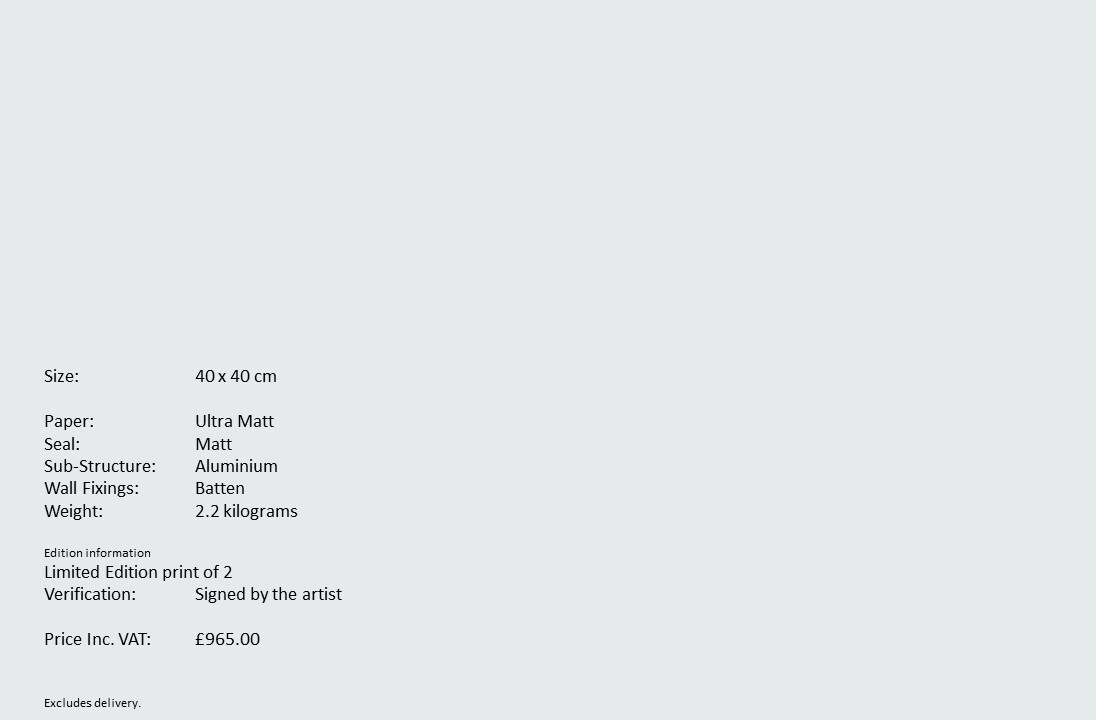 Size: 40 x 40 cm
Paper: Ultra Matt
Seal: Matt
Sub-Structure: Aluminium
Wall Fixings: Batten
Weight: 2.2 kilograms
Edition information
Limited Edition print of 2
Verification: Signed by the artist
Price Inc. VAT: £965.00
Excludes delivery.